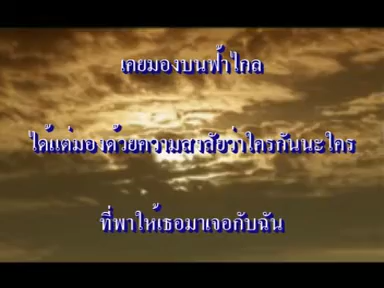 เคยมองบนฟ้าไกล
ได้แต่มองด้วยความสงสัยว่าใครกันนะใคร
ที่พาให้เธอมาเจอกับฉัน